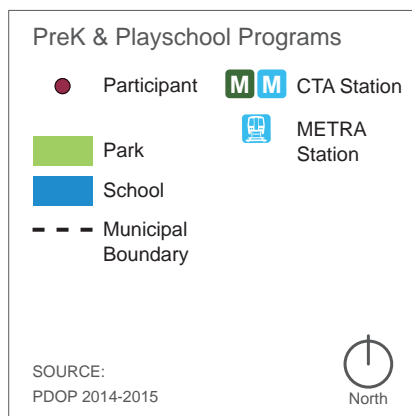 PreK & Playschool Programs
Participant
M M CTA Station
METRA
Station
Park
School
Municipal
Boundary
SOURCE:
PDOP 2014-2015
North